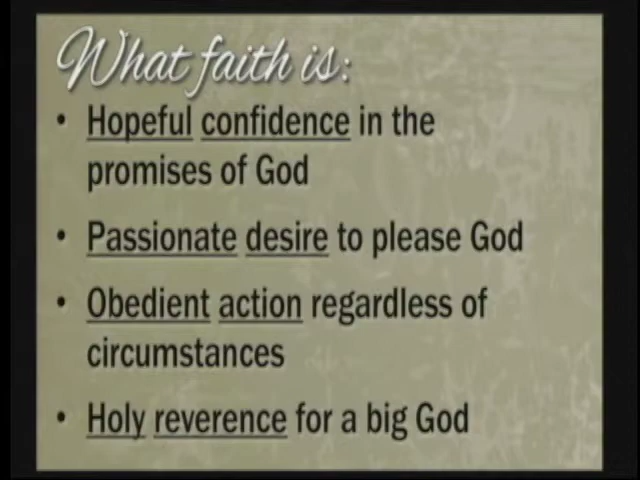 What faith is:
• Hopeful confidence in the
promises of God
• Passionate desire to please God
• Obedient action regardless of
circumstances
• Holy reverence for a big God